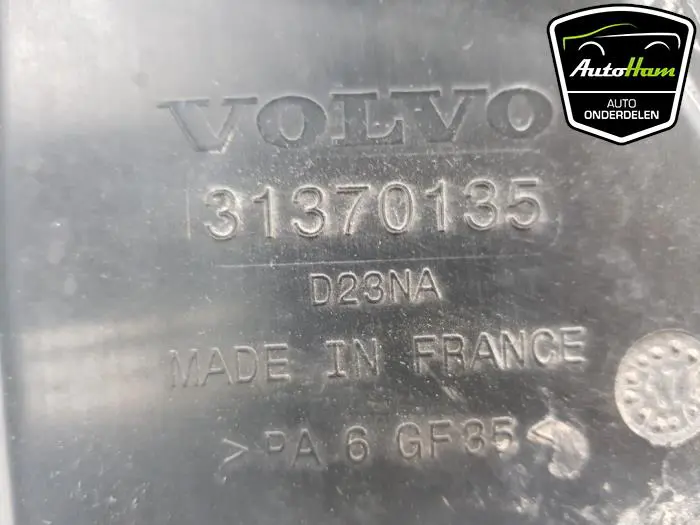 AutoHam
AUTO
ONDERDELEN
VOLVO
31370135
D23NA
MADE IN FRANCE
>PA 6 GF35<